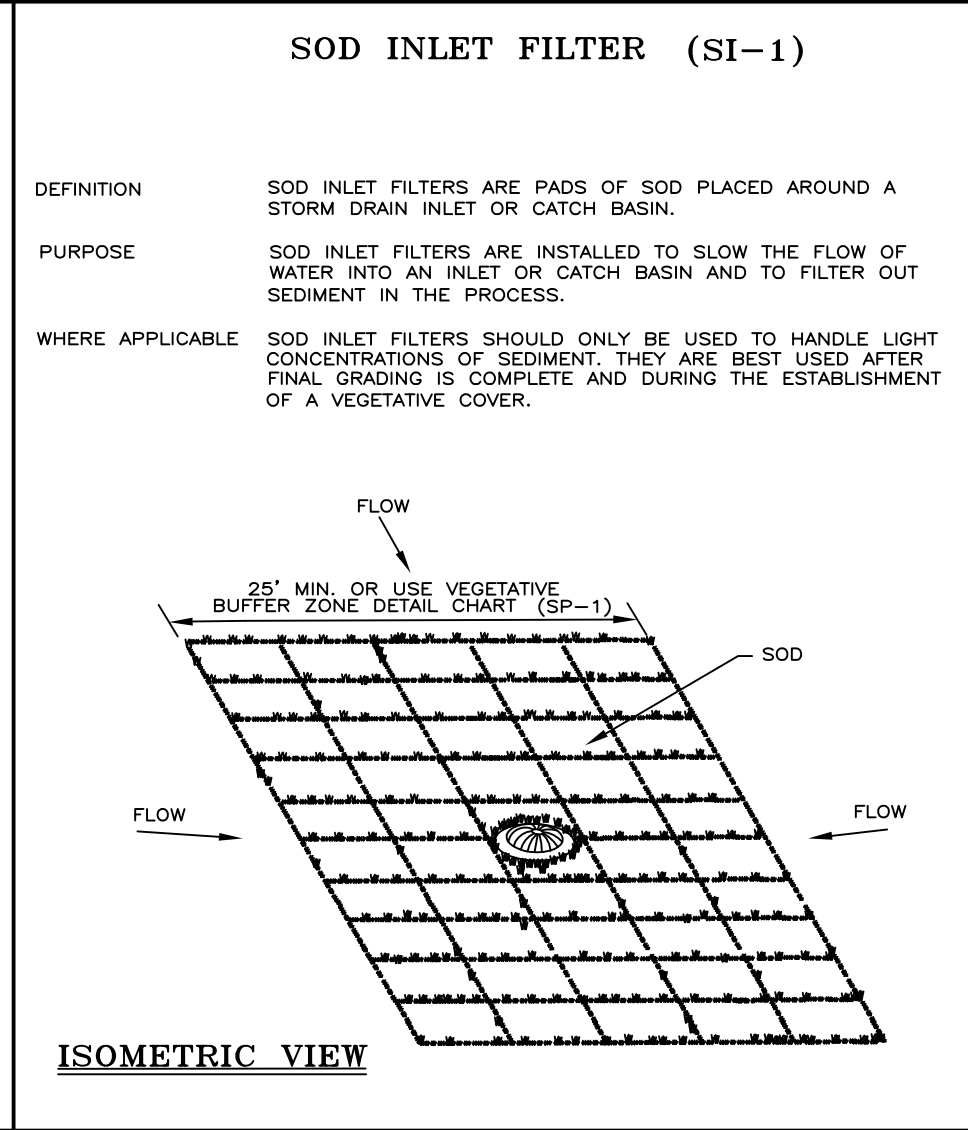 SOD INLET FILTER (SI-1)
DEFINITION SOD INLET FILTERS ARE PADS OF SOD PLACED AROUND A
STORM DRAIN INLET OR CATCH BASIN.
PURPOSE SOD INLET FILTERS ARE INSTALLED TO SLOW THE FLOW OF
WATER INTO AN INLET OR CATCH BASIN AND TO FILTER OUT
SEDIMENT IN THE PROCESS.
WHERE APPLICABLE SOD INLET FILTERS SHOULD ONLY BE USED TO HANDLE LIGHT
CONCENTRATIONS OF SEDIMENT. THEY ARE BEST USED AFTER
FINAL GRADING IS COMPLETE AND DURING THE ESTABLISHMENT
OF A VEGETATIVE COVER.
FLOW
25' MIN. OR USE VEGETATIVE
BUFFER ZONE DETAIL CHART (SP-1)
SOD
FLOW
FLOW
ISOMETRIC VIEW